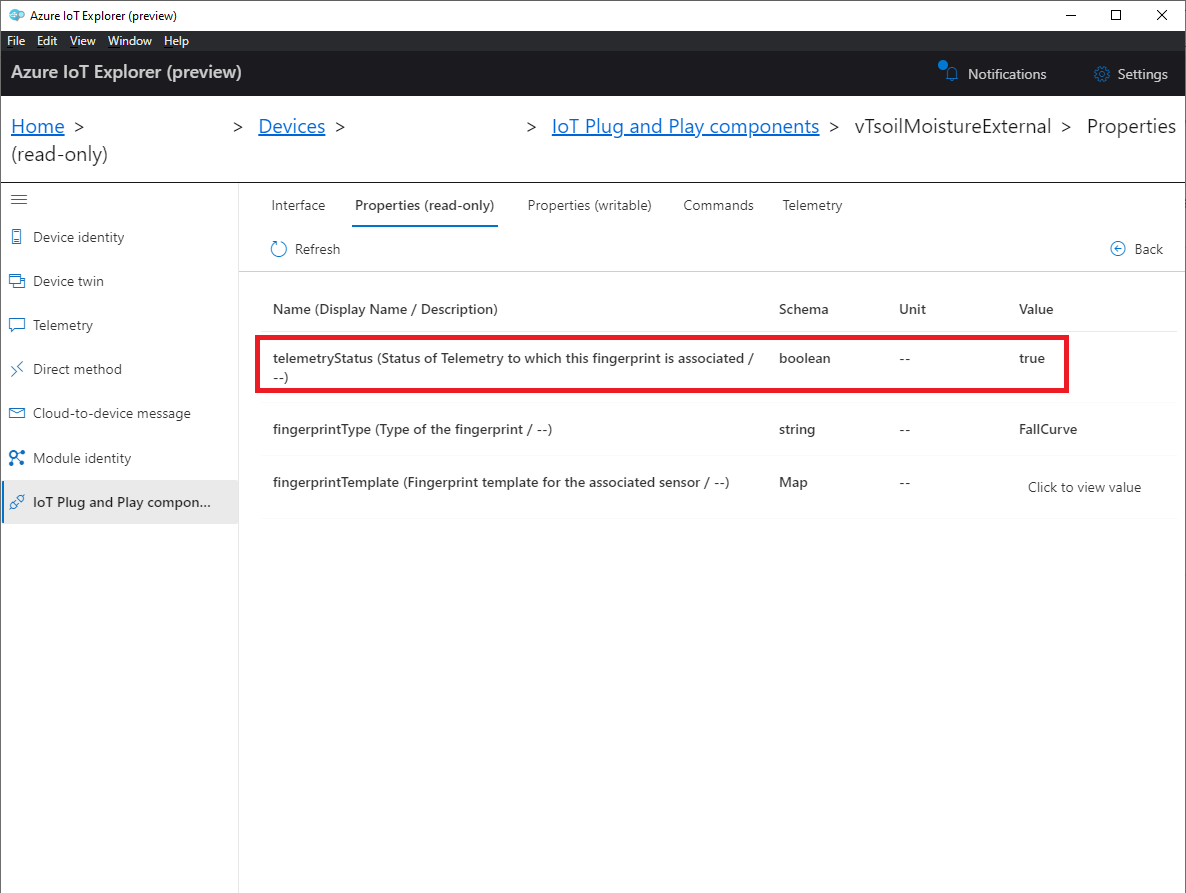 Azure IoT Explorer (preview)
File Edit View Window Help
Azure IoT Explorer (preview)
Notifications
Settings
Home > > Devices > > IoT Plug and Play components > vTsoilMoistureExternal > Properties
(read-only)
Interface Properties (read-only) Properties (writable) Commands Telemetry
Refresh
Back
Device identity
Device twin
Telemetry
Direct method
Cloud-to-device message
Module identity
IoT Plug and Play compon...
Name (Display Name / Description) Schema Unit Value
telemetryStatus (Status of Telemetry to which this fingerprint is associated / boolean -- true
--)
fingerprintType (Type of the fingerprint / --) string -- FallCurve
fingerprintTemplate (Fingerprint template for the associated sensor / --) Map -- Click to view value